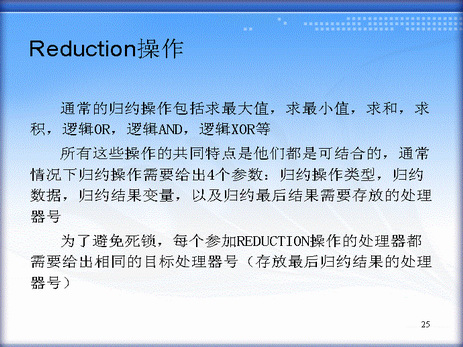 Reduction操作
通常的归约操作包括求最大值，求最小值，求和，求
积，逻辑OR，逻辑AND，逻辑XOR等
所有这些操作的共同特点是他们都是可结合的，通常
情况下归约操作需要给出4个参数：归约操作类型，归约
数据，归约结果变量，以及归约最后结果需要存放的处理
器号
为了避免死锁，每个参加REDUCTION操作的处理器都
需要给出相同的目标处理器号（存放最后归约结果的处理
器号）
25